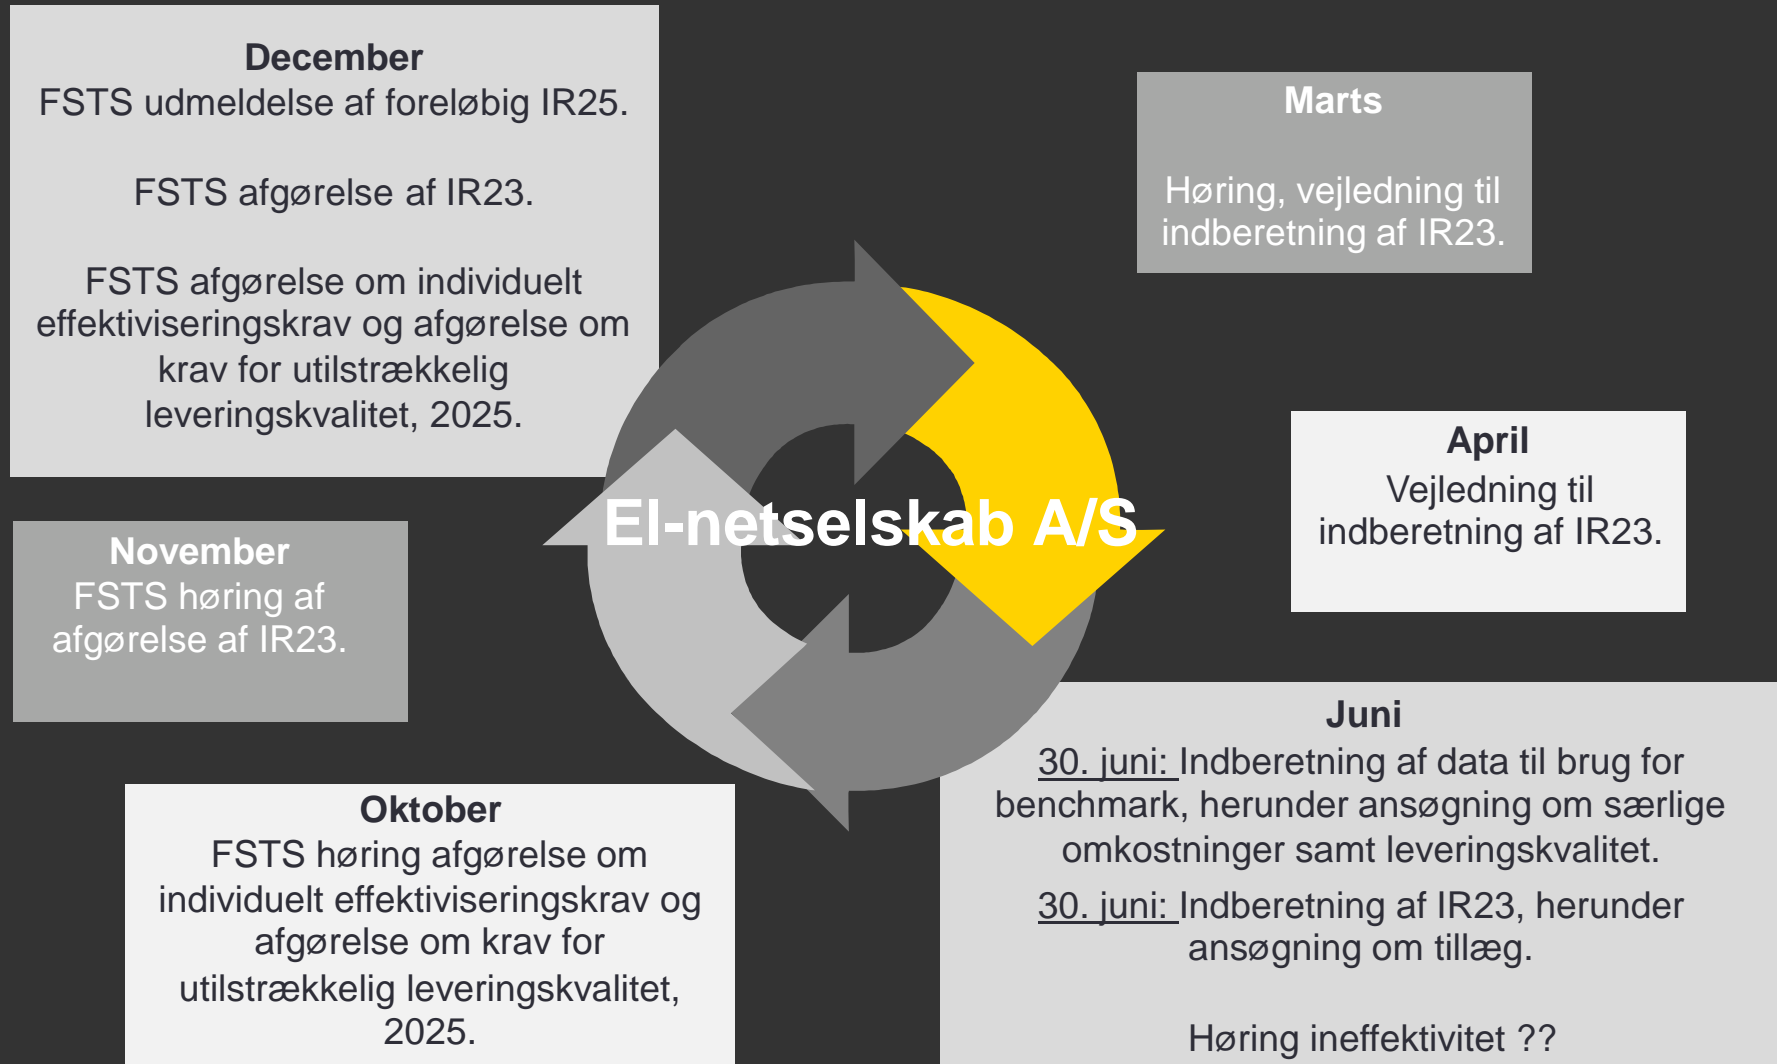 December
FSTS udmeldelse af foreløbig IR25.
FSTS afgørelse af IR23.
FSTS afgørelse om individuelt
effektiviseringskrav og afgørelse om
krav for utilstrækkelig
leveringskvalitet, 2025.
Marts
Høring, vejledning til
indberetning af IR23.
April
Vejledning til
indberetning af IR23.
El-netselskab A/S
Juni
30. juni: Indberetning af data til brug for
benchmark, herunder ansøgning om særlige
omkostninger samt leveringskvalitet.
30. juni: Indberetning af IR23, herunder
ansøgning om tillæg.
Høring ineffektivitet ??
Oktober
FSTS høring afgørelse om
individuelt effektiviseringskrav og
afgørelse om krav for
utilstrækkelig leveringskvalitet,
2025.
November
FSTS høring af
afgørelse af IR23.